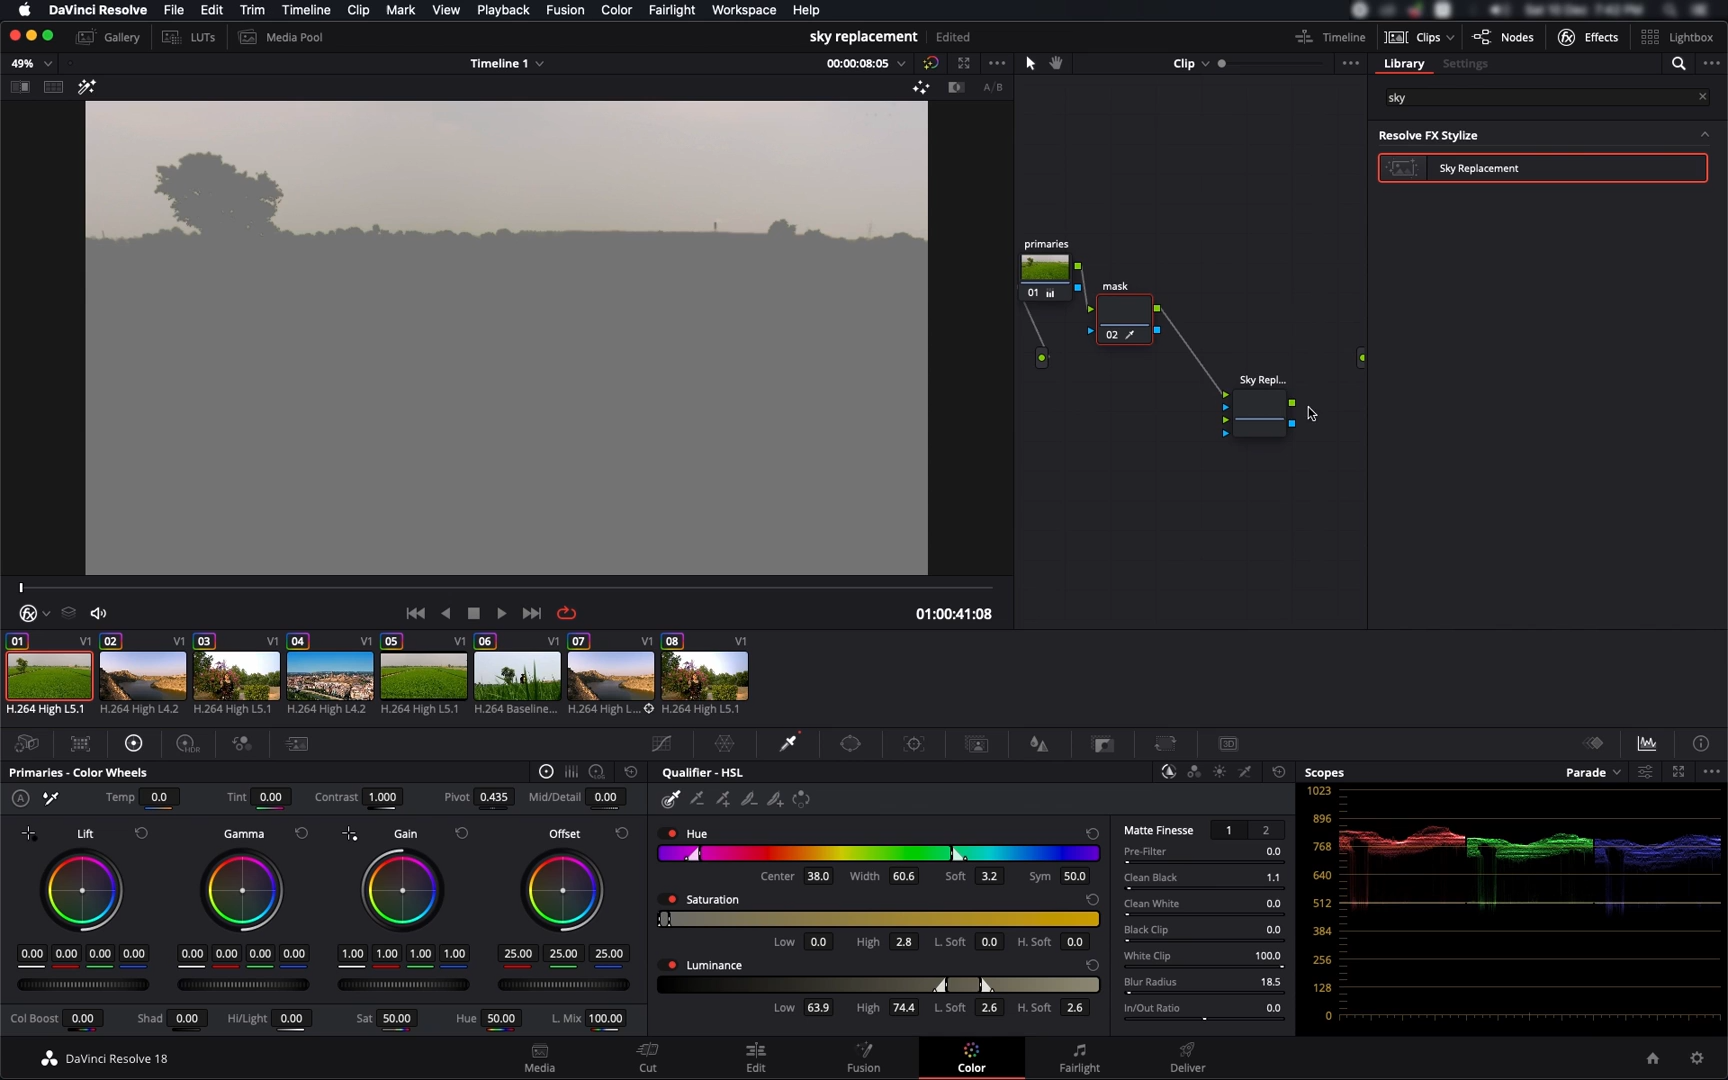 DaVinci Resolve File Edit Trim Timeline Clip Mark View Playback Fusion Color Fairlight Workspace Help
Gallery LUTs Media Pool sky replacement Edited Timeline Clips Nodes Effects Lightbox
49% Timeline 1 00:00:08:05 Clip Library Settings
A/B
sky
Resolve FX Stylize
Sky Replacement
primaries
01
mask
02
Sky Repl...
01:00:41:08
01 V1 02 V1 03 V1 04 V1 05 V1 06 V1 07 V1 08 V1
H.264 High L5.1 H.264 High L4.2 H.264 High L5.1 H.264 High L4.2 H.264 High L5.1 H.264 Baseline... H.264 High L... H.264 High L5.1
HDR 3D
Primaries - Color Wheels Qualifier - HSL Scopes Parade
A Temp 0.0 Tint 0.00 Contrast 1.000 Pivot 0.435 Mid/Detail 0.00
Lift Gamma Gain Offset
0.00 0.00 0.00 0.00 0.00 0.00 0.00 0.00 1.00 1.00 1.00 1.00 25.00 25.00 25.00
Col Boost 0.00 Shad 0.00 Hi/Light 0.00 Sat 50.00 Hue 50.00 L. Mix 100.00
Hue
Center 38.0 Width 60.6 Soft 3.2 Sym 50.0
Saturation
Low 0.0 High 2.8 L. Soft 0.0 H. Soft 0.0
Luminance
Low 63.9 High 74.4 L. Soft 2.6 H. Soft 2.6
Matte Finesse 1 2
Pre-Filter 0.0
Clean Black 1.1
Clean White 0.0
Black Clip 0.0
White Clip 100.0
Blur Radius 18.5
In/Out Ratio 0.0
1023
896
768
640
512
384
256
128
0
DaVinci Resolve 18 Media Cut Edit Fusion Color Fairlight Deliver